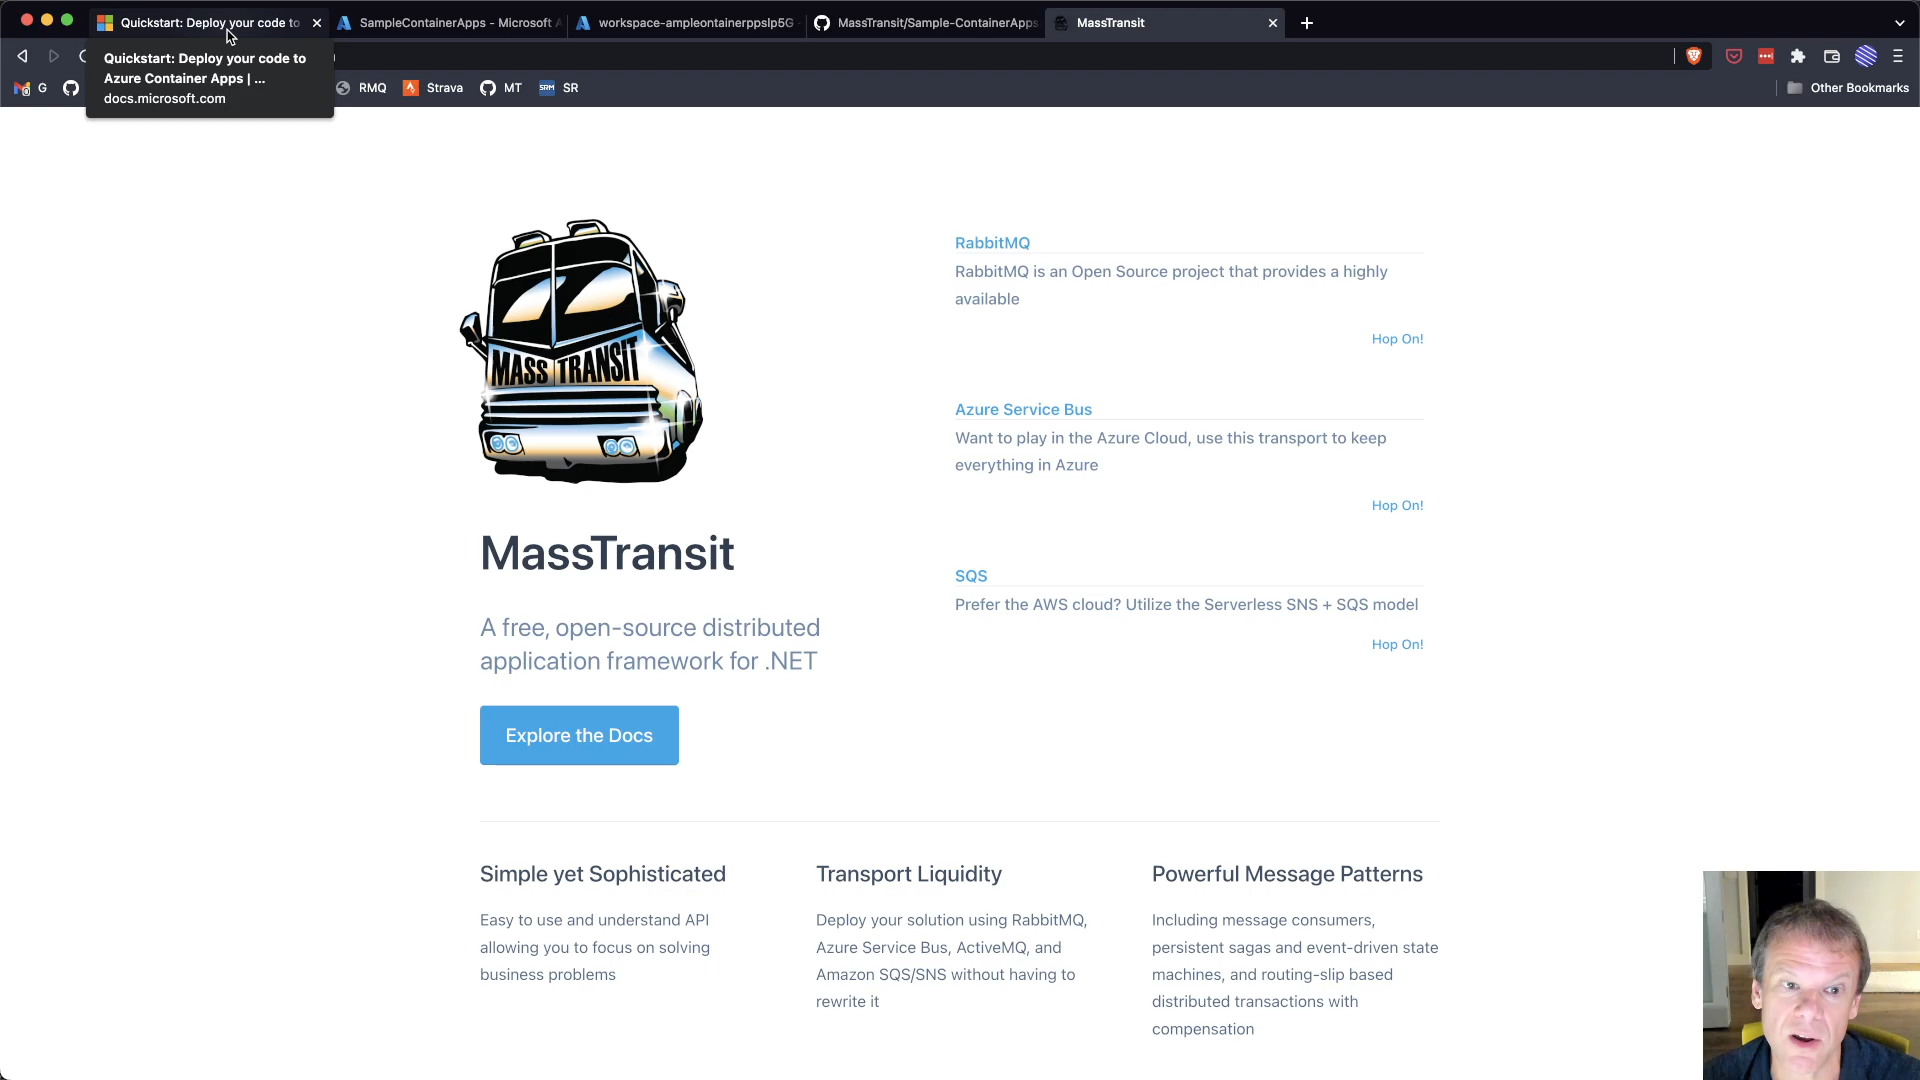 Quickstart: Deploy your code to
SampleContainerApps - Microsoft A
workspace-ampleontainerppslp5G
MassTransit/Sample-ContainerApps
MassTransit
Quickstart: Deploy your code to
Azure Container Apps | ...
docs.microsoft.com
G
RMQ
Strava
MT
SRM
SR
Other Bookmarks
MASS TRANSIT
MassTransit
A free, open-source distributed
application framework for .NET
Explore the Docs
RabbitMQ
RabbitMQ is an Open Source project that provides a highly
available
Hop On!
Azure Service Bus
Want to play in the Azure Cloud, use this transport to keep
everything in Azure
Hop On!
SQS
Prefer the AWS cloud? Utilize the Serverless SNS + SQS model
Hop On!
Simple yet Sophisticated
Easy to use and understand API
allowing you to focus on solving
business problems
Transport Liquidity
Deploy your solution using RabbitMQ,
Azure Service Bus, ActiveMQ, and
Amazon SQS/SNS without having to
rewrite it
Powerful Message Patterns
Including message consumers,
persistent sagas and event-driven state
machines, and routing-slip based
distributed transactions with
compensation